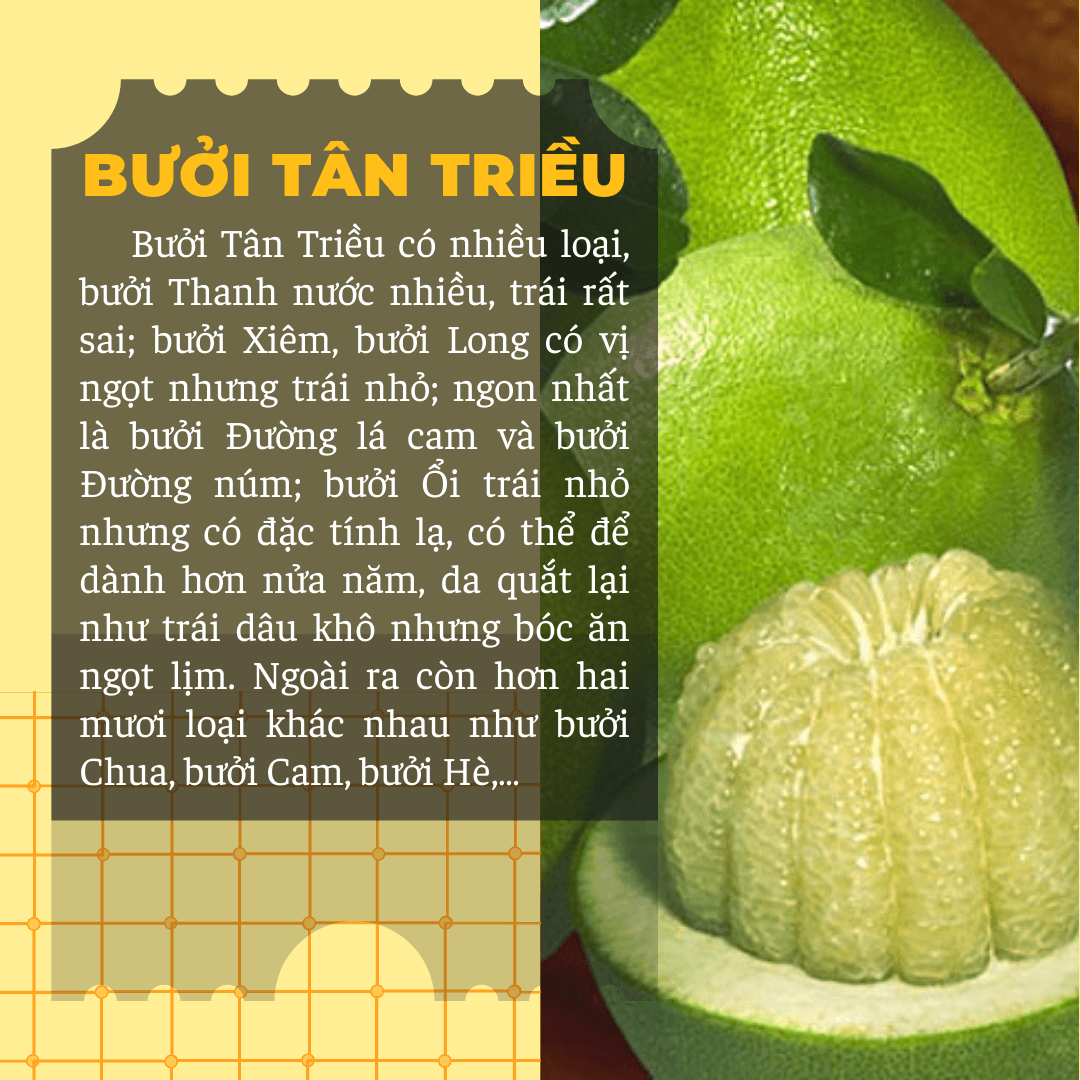 BƯỞI TÂN TRIỀU
Bưởi Tân Triều có nhiều loại,
bưởi Thanh nước nhiều, trái rất
sai; bưởi Xiêm, bưởi Long có vị
ngọt nhưng trái nhỏ; ngon nhất
là bưởi Đường lá cam và bưởi
Đường núm; bưởi Ổi trái nhỏ
nhưng có đặc tính lạ, có thể để
dành hơn nửa năm, da quắt lại
như trái dâu khô nhưng bóc ăn
ngọt lịm. Ngoài ra còn hơn hai
mươi loại khác nhau như bưởi
Chua, bưởi Cam, bưởi Hè,...